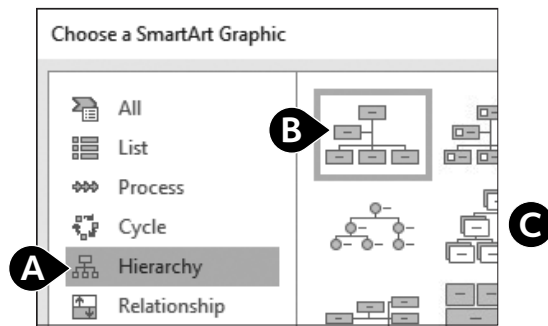 Choose a SmartArt Graphic
All
List
Process
Cycle
A Hierarchy
Relationship
B
C